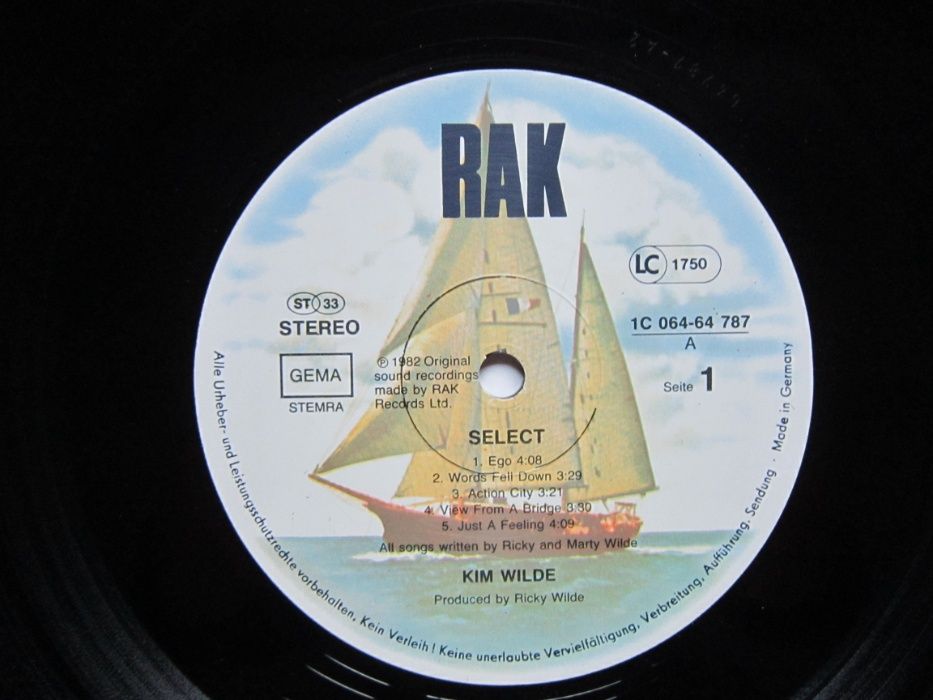 RAK
LC 1750
ST 33
STEREO
1C 064-64 787
A
GEMA
STEMRA
℗ 1982 Original
sound recordings
made by RAK
Records Ltd.
Seite 1
SELECT
1. Ego 4:08
2. Words Fell Down 3:29
3. Action City 3:21
4. View From A Bridge 3:30
5. Just A Feeling 4:09
All songs written by Ricky and Marty Wilde
KIM WILDE
Produced by Ricky Wilde
Alle Urheber- und Leistungsschutzrechte vorbehalten. Kein Verleih! Keine unerlaubte Vervielfältigung, Verbreitung, Aufführung, Sendung · Made in Germany